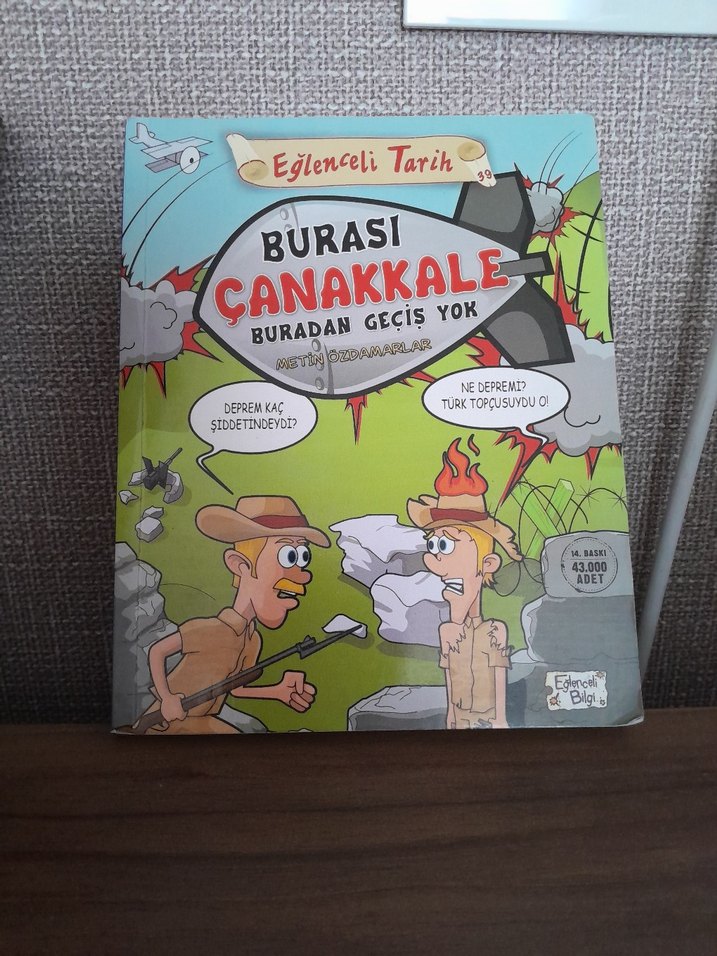 Eğlenceli Tarih
39
BURASI
ÇANAKKALE
BURADAN GEÇİŞ YOK
METİN ÖZDAMARLAR
DEPREM KAÇ
ŞİDDETİNDEYDİ?
NE DEPREMİ?
TÜRK TOPÇUSUYDU O!
14. BASKI
43.000
ADET
Eğlenceli
Bilgi